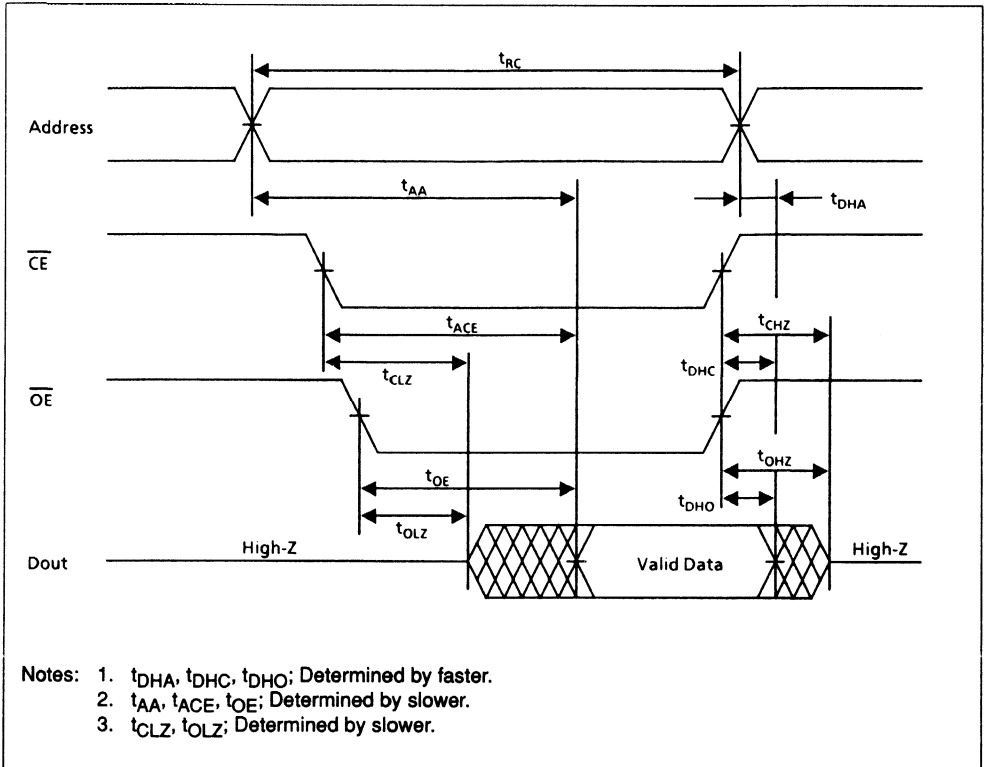 tRC
Address
tAA
tDHA
CE
tACE
tCHZ
tCLZ
tDHC
OE
tOE
tOHZ
tOLZ
tDHO
Dout
High-Z
Valid Data
High-Z
Notes: 1. tDHA, tDHC, tDHO; Determined by faster.
2. tAA, tACE, tOE; Determined by slower.
3. tCLZ, tOLZ; Determined by slower.